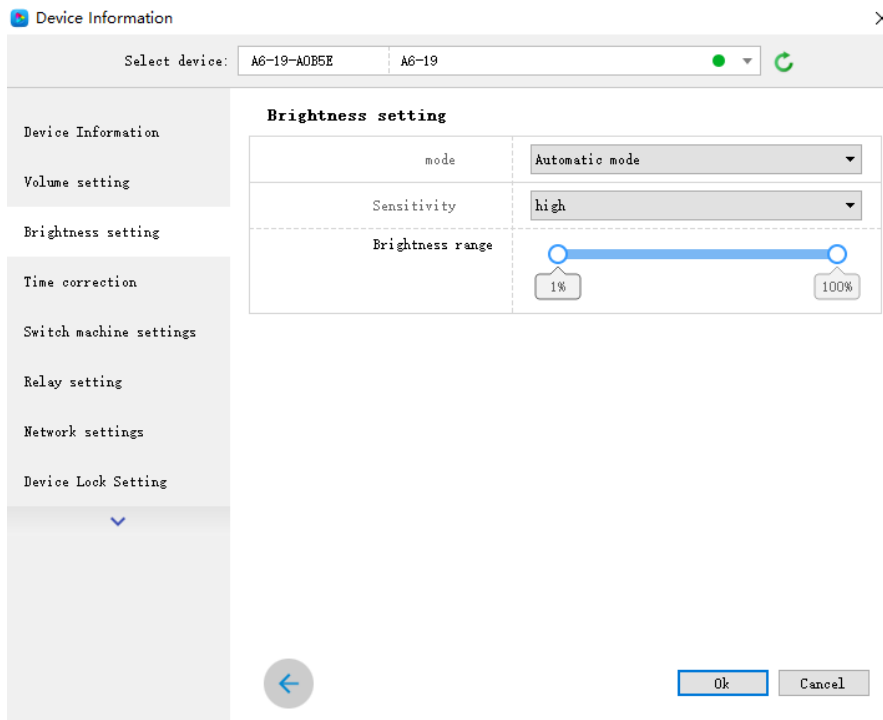 Device Information
Select device: A6-19-A0B5E A6-19
Device Information
Volume setting
Brightness setting
Time correction
Switch machine settings
Relay setting
Network settings
Device Lock Setting
Brightness setting
mode Automatic mode
Sensitivity high
Brightness range
1% 100%
Ok Cancel